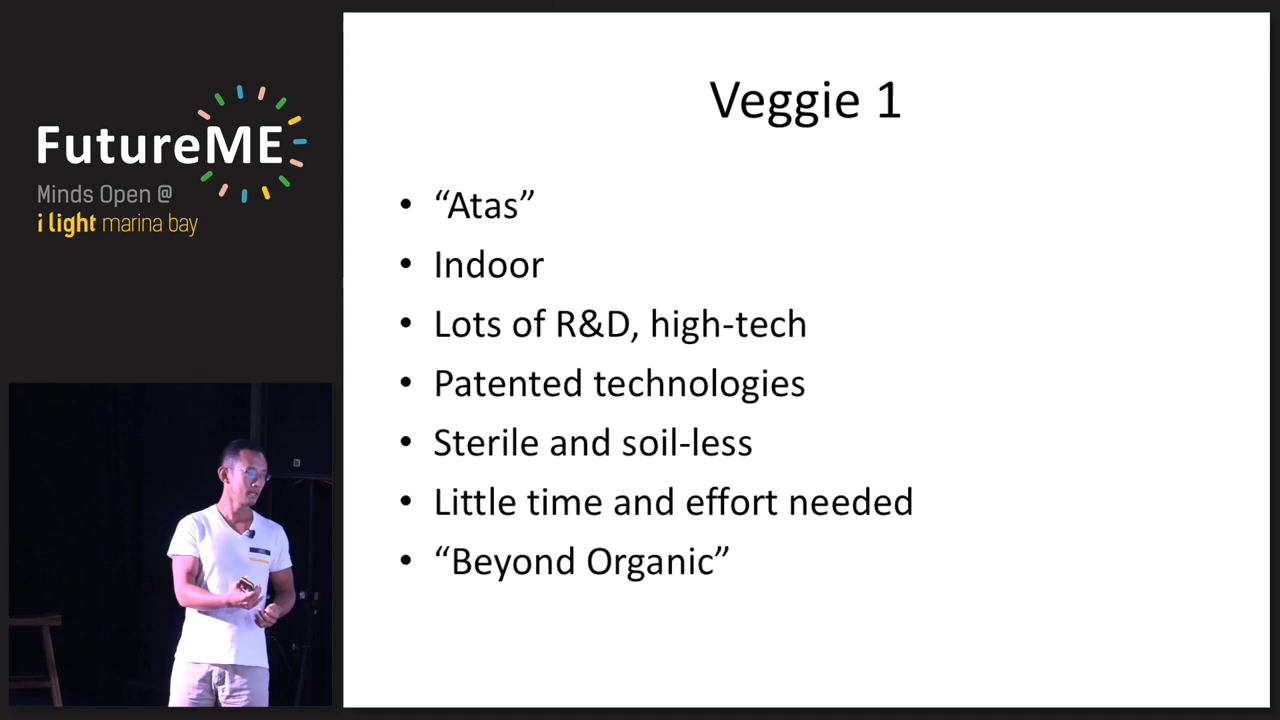 FutureME
Minds Open @
i light marina bay
Veggie 1
• “Atas”
• Indoor
• Lots of R&D, high-tech
• Patented technologies
• Sterile and soil-less
• Little time and effort needed
• “Beyond Organic”